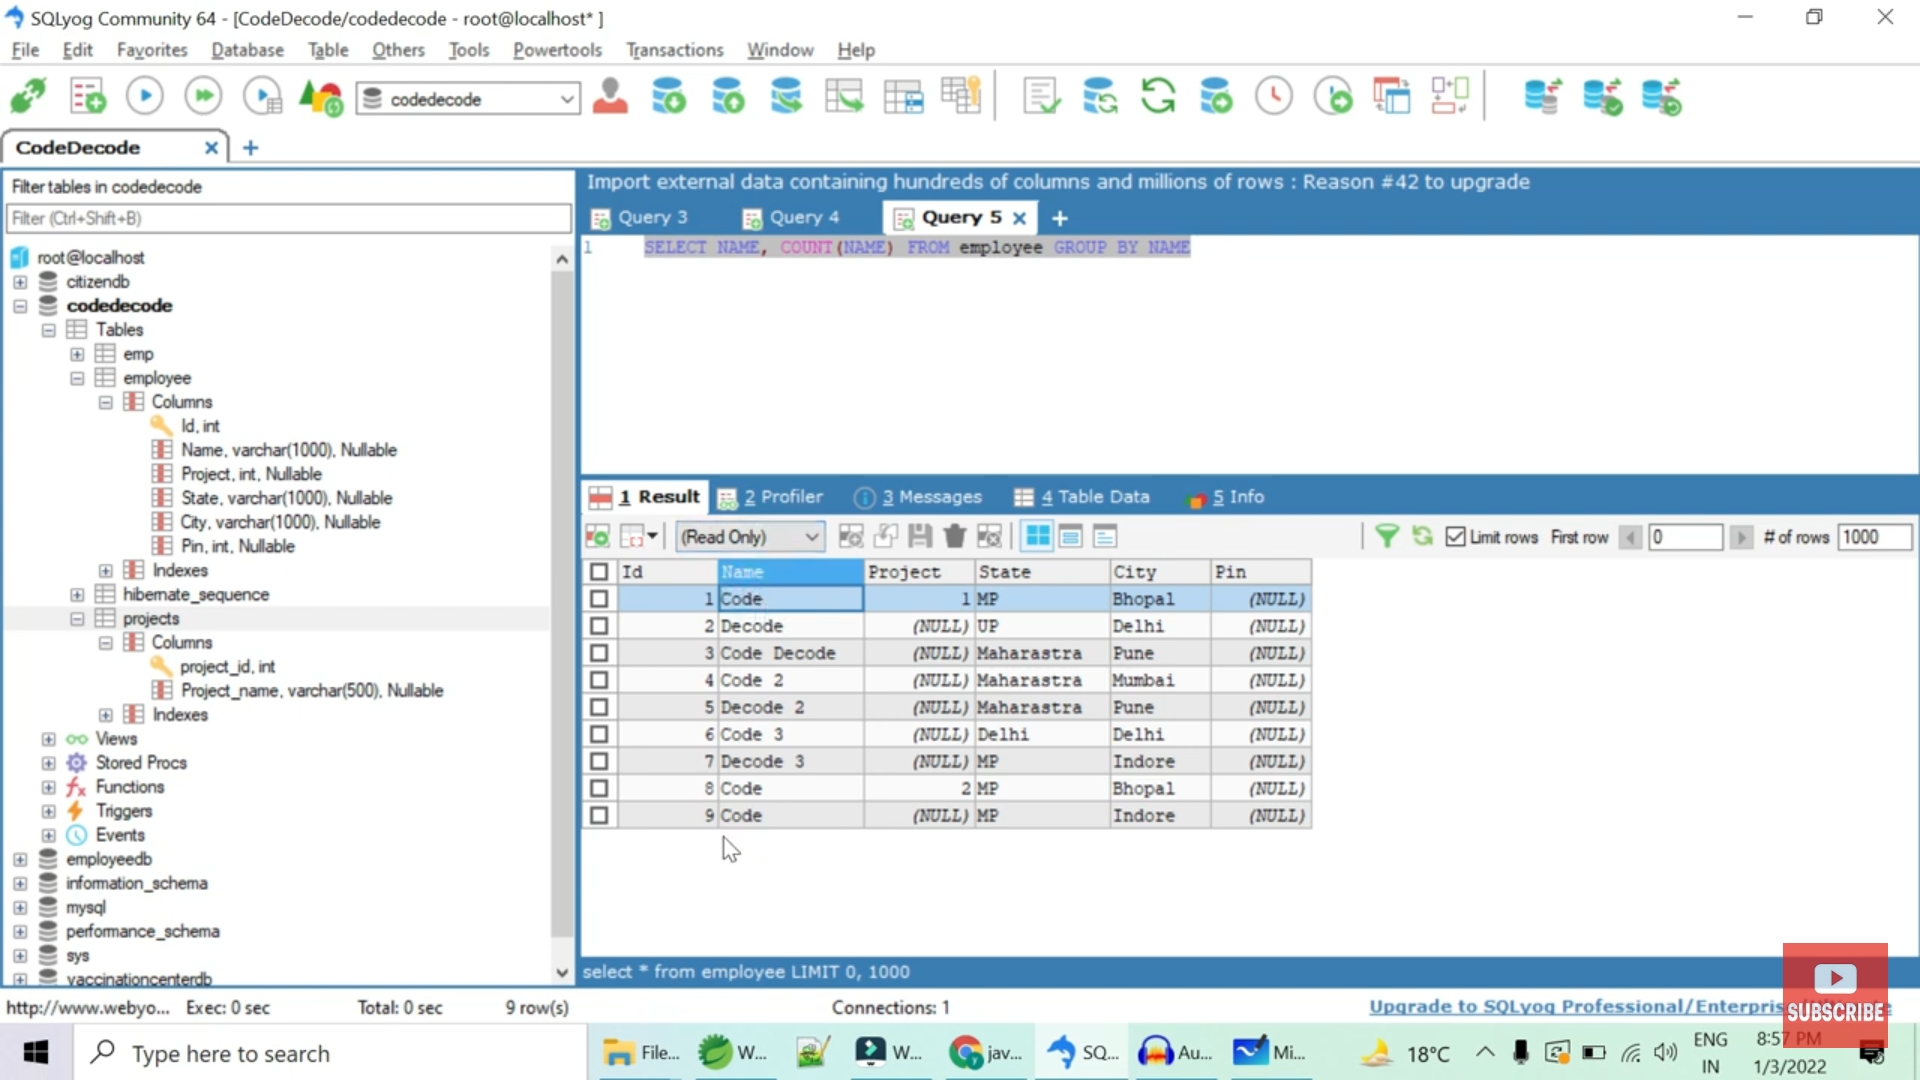 SQLyog Community 64 - [CodeDecode/codedecode - root@localhost* ]
File Edit Favorites Database Table Others Tools Powertools Transactions Window Help
codedecode
CodeDecode
Filter tables in codedecode
Filter (Ctrl+Shift+B)
root@localhost
citizendb
codedecode
Tables
emp
employee
Columns
Id, int
Name, varchar(1000), Nullable
Project, int, Nullable
State, varchar(1000), Nullable
City, varchar(1000), Nullable
Pin, int, Nullable
Indexes
hibernate_sequence
projects
Columns
project_id, int
Project_name, varchar(500), Nullable
Indexes
Views
Stored Procs
Functions
Triggers
Events
employeedb
information_schema
mysql
performance_schema
sys
vaccinationcenterdb
Import external data containing hundreds of columns and millions of rows : Reason #42 to upgrade
Query 3 Query 4 Query 5
1 SELECT NAME, COUNT(NAME) FROM employee GROUP BY NAME
1 Result 2 Profiler 3 Messages 4 Table Data 5 Info
(Read Only) Limit rows First row 0 # of rows 1000
Id Name Project State City Pin
1 Code 1 MP Bhopal (NULL)
2 Decode (NULL) UP Delhi (NULL)
3 Code Decode (NULL) Maharastra Pune (NULL)
4 Code 2 (NULL) Maharastra Mumbai (NULL)
5 Decode 2 (NULL) Maharastra Pune (NULL)
6 Code 3 (NULL) Delhi Delhi (NULL)
7 Decode 3 (NULL) MP Indore (NULL)
8 Code 2 MP Bhopal (NULL)
9 Code (NULL) MP Indore (NULL)
select * from employee LIMIT 0, 1000
http://www.webyo... Exec: 0 sec Total: 0 sec 9 row(s) Connections: 1 Upgrade to SQLyog Professional/Enterpris
SUBSCRIBE
Type here to search
File... W... W... jav... SQ... Au... Mi...
18°C
ENG
IN
8:57 PM
1/3/2022